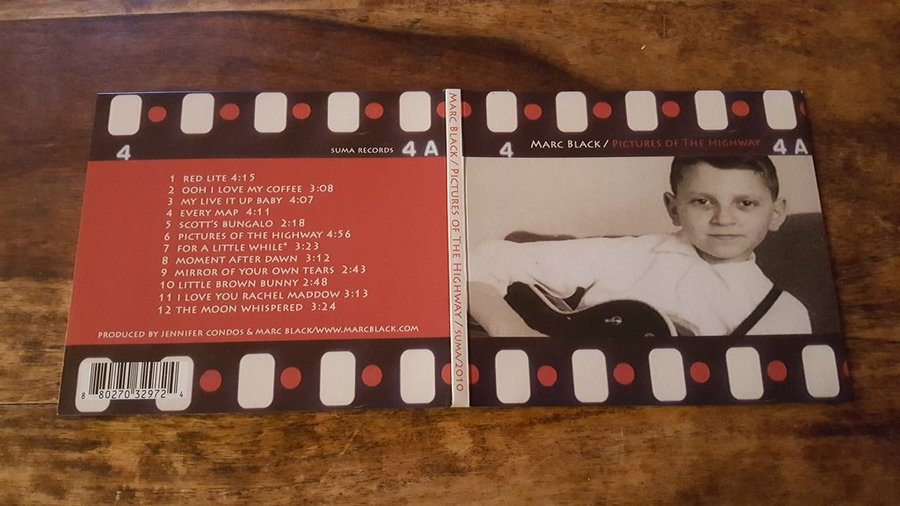 4
SUMA RECORDS
4 A
1 RED LITE 4:15
2 OOH I LOVE MY COFFEE 3:08
3 MY LIVE IT UP BABY 4:07
4 EVERY MAP 4:11
5 SCOTT'S BUNGALO 2:18
6 PICTURES OF THE HIGHWAY 4:56
7 FOR A LITTLE WHILE* 3:23
8 MOMENT AFTER DAWN 3:12
9 MIRROR OF YOUR OWN TEARS 2:43
10 LITTLE BROWN BUNNY 2:48
11 I LOVE YOU RACHEL MADDOW 3:13
12 THE MOON WHISPERED 3:24
PRODUCED BY JENNIFER CONDOS & MARC BLACK/WWW.MARCBLACK.COM
8 80270 32972 4
MARC BLACK / PICTURES OF THE HIGHWAY / SUMA/2010
4
MARC BLACK / PICTURES OF THE HIGHWAY
4 A